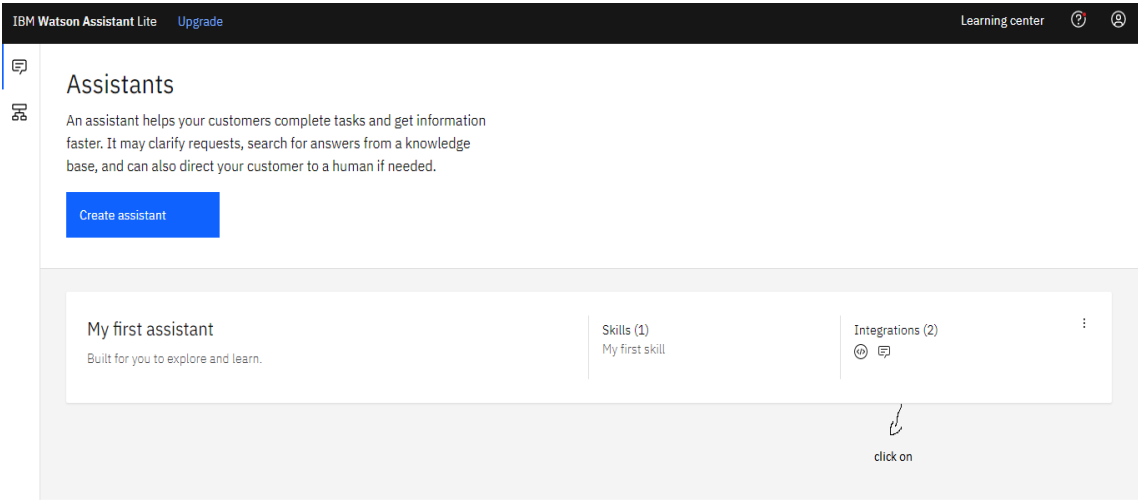 IBM Watson Assistant Lite Upgrade Learning center
Assistants
An assistant helps your customers complete tasks and get information
faster. It may clarify requests, search for answers from a knowledge
base, and can also direct your customer to a human if needed.
Create assistant
My first assistant
Built for you to explore and learn.
Skills (1)
My first skill
Integrations (2)
click on